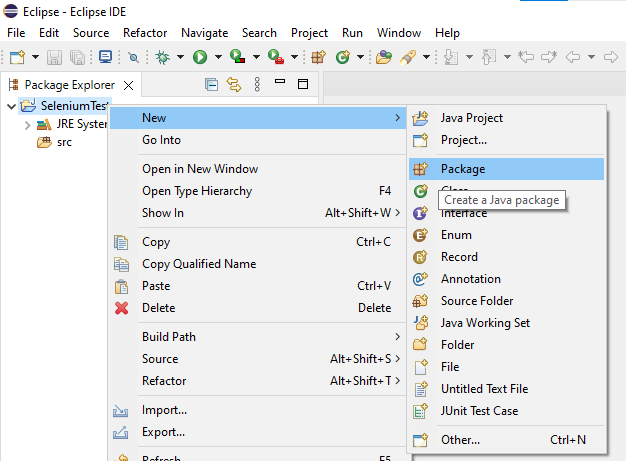 Eclipse - Eclipse IDE
File Edit Source Refactor Navigate Search Project Run Window Help
Package Explorer
SeleniumTest
JRE System
src
New
Go Into
Open in New Window
Open Type Hierarchy F4
Show In Alt+Shift+W
Copy Ctrl+C
Copy Qualified Name
Paste Ctrl+V
Delete Delete
Build Path
Source Alt+Shift+S
Refactor Alt+Shift+T
Import...
Export...
Refresh F5
Java Project
Project...
Package
Class
Create a Java package
Interface
Enum
Record
Annotation
Source Folder
Java Working Set
Folder
File
Untitled Text File
JUnit Test Case
Other... Ctrl+N